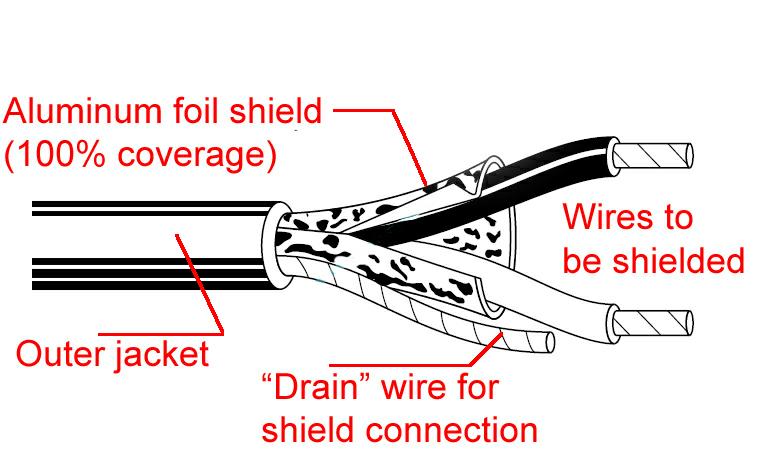 Aluminum foil shield
(100% coverage)
Wires to
be shielded
Outer jacket
“Drain” wire for
shield connection